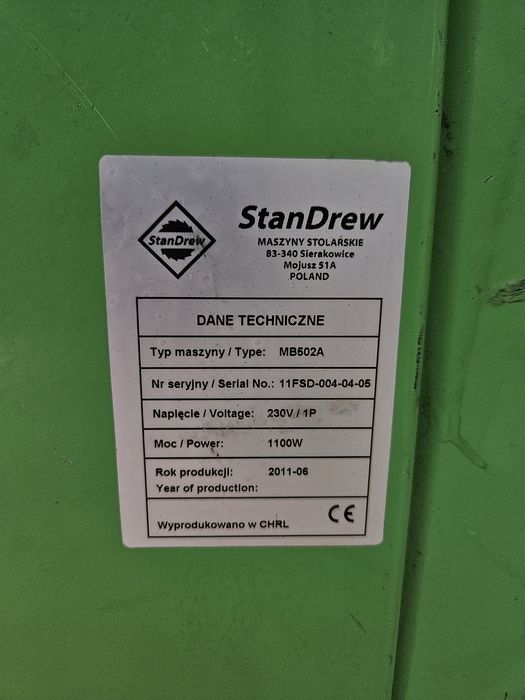 StanDrew
StanDrew
MASZYNY STOLARSKIE
83-340 Sierakowice
Mojusz 51A
POLAND
DANE TECHNICZNE
Typ maszyny / Type: MB502A
Nr seryjny / Serial No.: 11FSD-004-04-05
Napięcie / Voltage: 230V / 1P
Moc / Power: 1100W
Rok produkcji: 2011-06
Year of production:
Wyprodukowano w CHRL CE